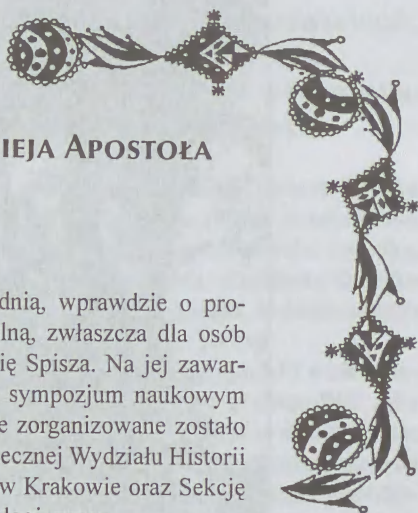 IEJA APOSTOŁA
dnią, wprawdzie o pro-
lną, zwłaszcza dla osób
ię Spisza. Na jej zawar-
sympozjum naukowym
e zorganizowane zostało
ecznej Wydziału Historii
w Krakowie oraz Sekcję